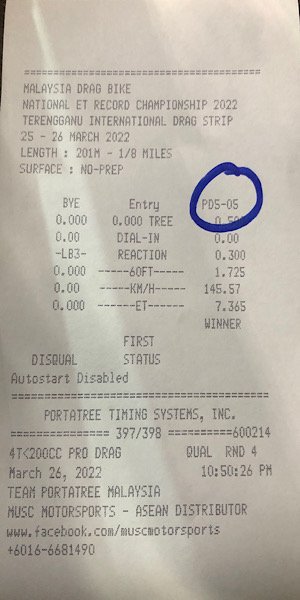 ==========================================
MALAYSIA DRAG BIKE
NATIONAL ET RECORD CHAMPIONSHIP 2022
TERENGGANU INTERNATIONAL DRAG STRIP
25 - 26 MARCH 2022
LENGTH : 201M - 1/8 MILES
SURFACE : NO-PREP
BYE Entry PD5-05
0.000 0.000 TREE 0.500
0.00 DIAL-IN 0.00
-LB3- REACTION 0.300
0.000 ------60FT------ 1.725
0.00 ------KM/H------ 145.57
0.000 -------ET------- 7.365
WINNER
FIRST
DISQUAL STATUS
Autostart Disabled
==========================================
PORTATREE TIMING SYSTEMS, INC.
============== 397/398 ==========600214
4T<200CC PRO DRAG QUAL RND 4
March 26, 2022 10:50:26 PM
TEAM PORTATREE MALAYSIA
MUSC MOTORSPORTS - ASEAN DISTRIBUTOR
www.facebook.com/muscmotorsports
+6016-6681490